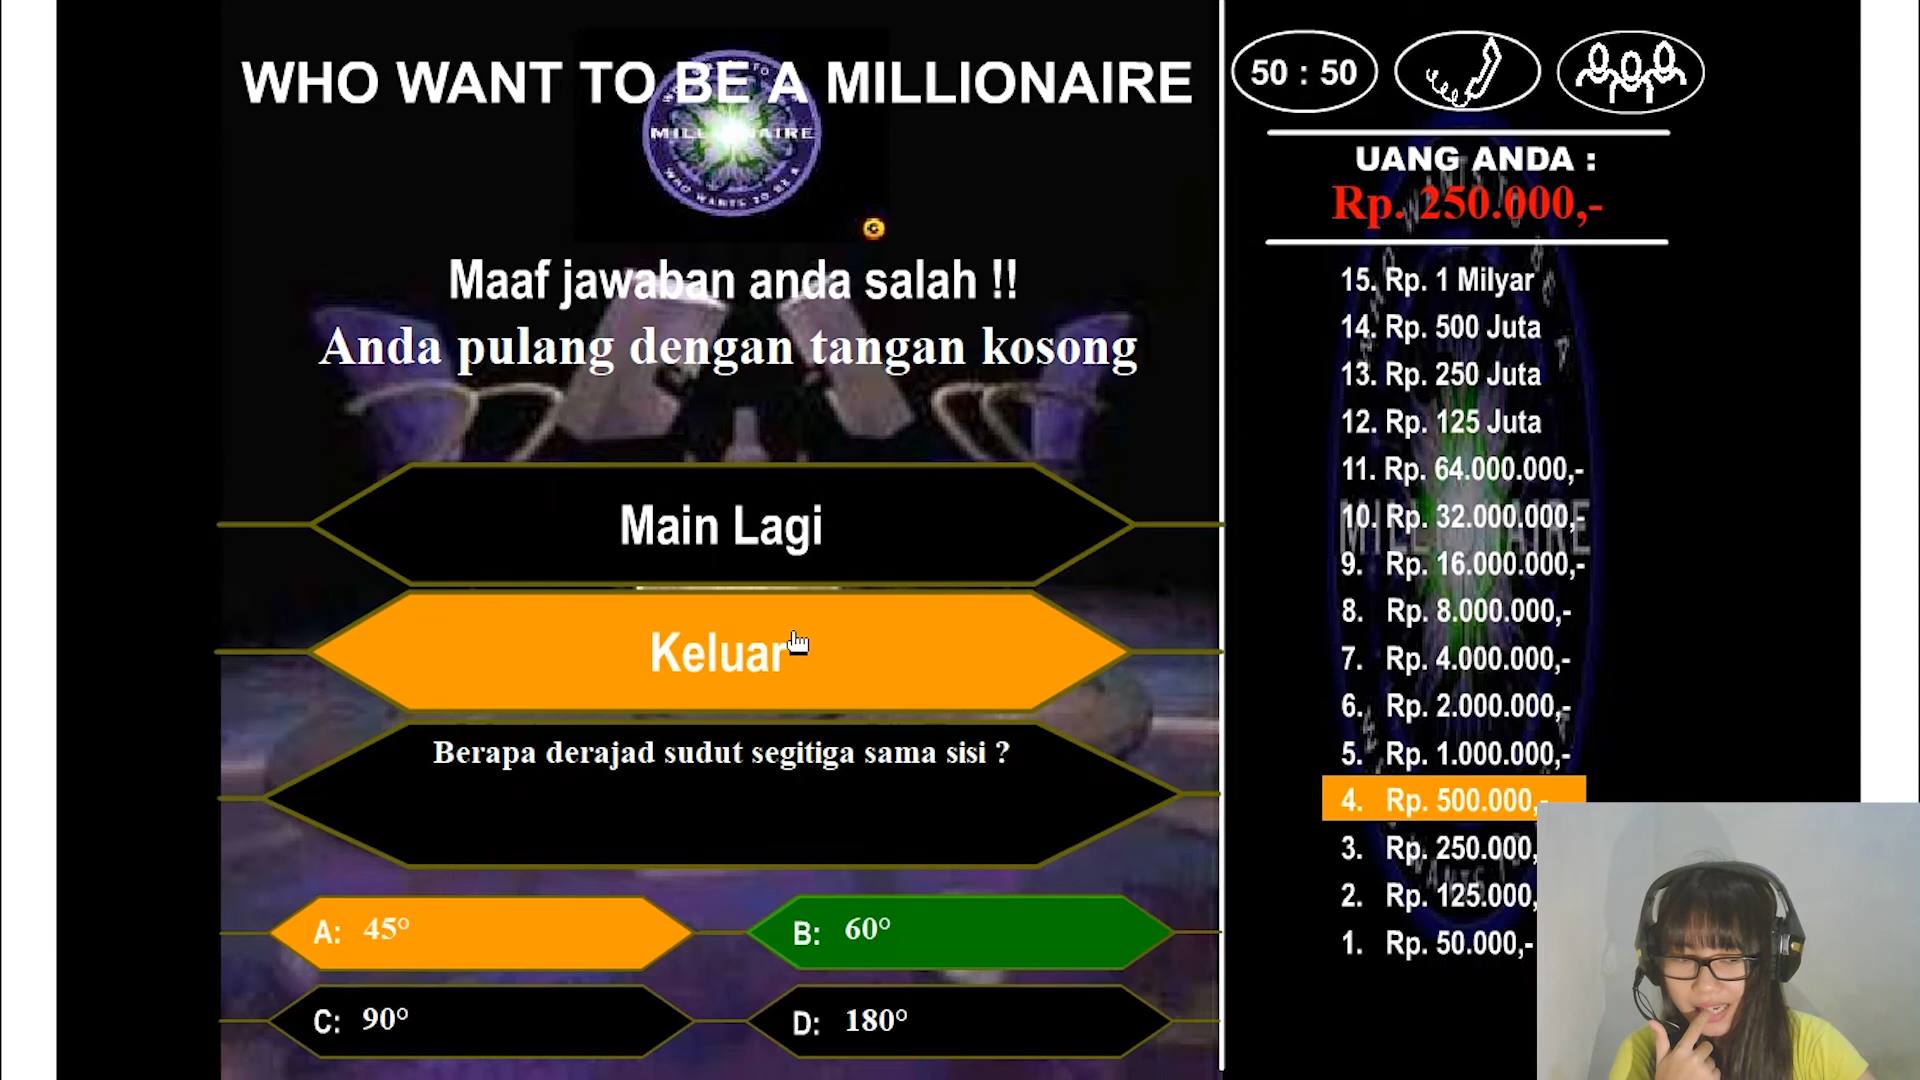 WHO WANT TO BE A MILLIONAIRE
MILLIONAIRE
WHO WANTS TO BE A
Maaf jawaban anda salah !!
Anda pulang dengan tangan kosong
Main Lagi
Keluar
Berapa derajad sudut segitiga sama sisi ?
A: 45°
B: 60°
C: 90°
D: 180°
50 : 50
UANG ANDA :
Rp. 250.000,-
15. Rp. 1 Milyar
14. Rp. 500 Juta
13. Rp. 250 Juta
12. Rp. 125 Juta
11. Rp. 64.000.000,-
10. Rp. 32.000.000,-
9. Rp. 16.000.000,-
8. Rp. 8.000.000,-
7. Rp. 4.000.000,-
6. Rp. 2.000.000,-
5. Rp. 1.000.000,-
4. Rp. 500.000,-
3. Rp. 250.000,
2. Rp. 125.000,
1. Rp. 50.000,-